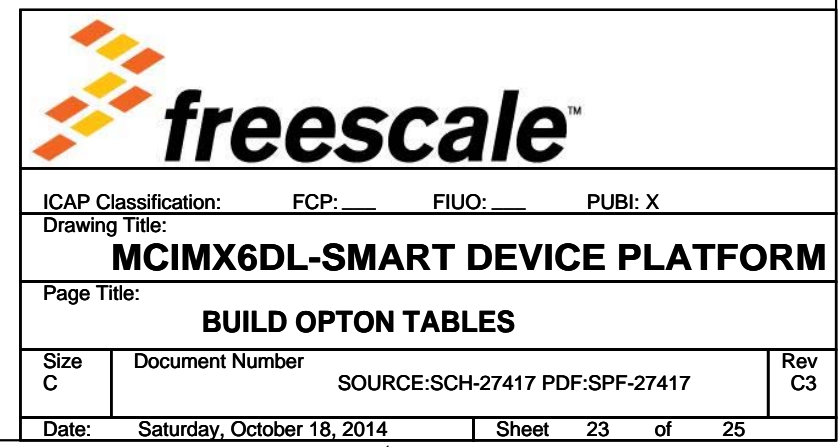 freescale™
ICAP Classification: FCP: ___ FIUO: ___ PUBI: X
Drawing Title:
MCIMX6DL-SMART DEVICE PLATFORM
Page Title:
BUILD OPTON TABLES
Size Document Number Rev
C SOURCE:SCH-27417 PDF:SPF-27417 C3
Date: Saturday, October 18, 2014 Sheet 23 of 25